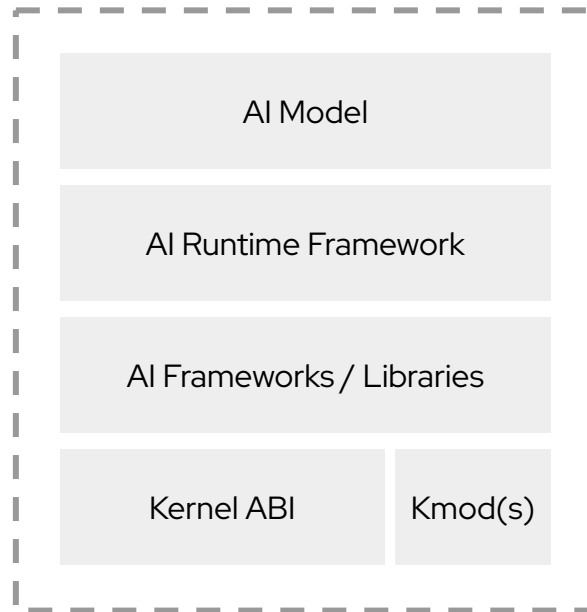 AI Model
AI Runtime Framework
AI Frameworks / Libraries
Kernel ABI
Kmod(s)